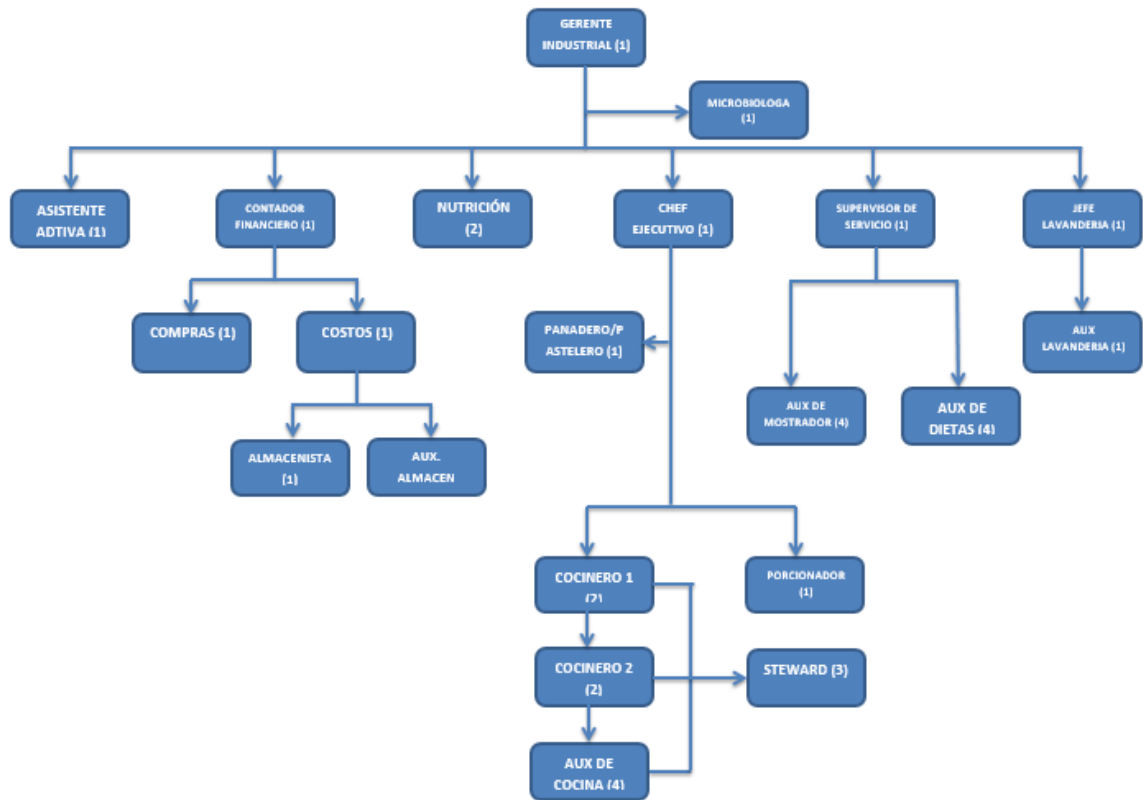 GERENTE
INDUSTRIAL (1)
MICROBIOLOGA
(1)
ASISTENTE
ADTIVA (1)
CONTADOR
FINANCIERO (1)
NUTRICIÓN
(2)
CHEF
EJECUTIVO (1)
SUPERVISOR DE
SERVICIO (1)
JEFE
LAVANDERIA (1)
COMPRAS (1)
COSTOS (1)
PANADERO/P
ASTELERO (1)
AUX
LAVANDERIA (1)
AUX DE
MOSTRADOR (4)
AUX DE
DIETAS (4)
ALMACENISTA
(1)
AUX.
ALMACEN
COCINERO 1
(2)
PORCIONADOR
(1)
COCINERO 2
(2)
STEWARD (3)
AUX DE
COCINA (4)